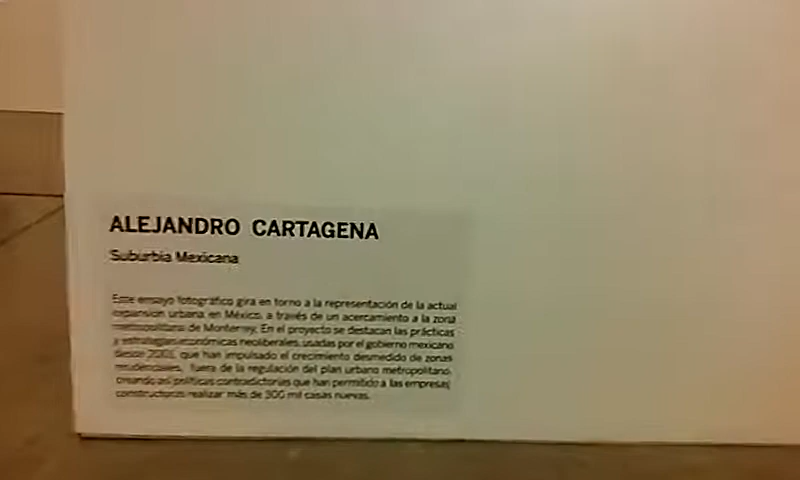 ALEJANDRO CARTAGENA
Suburbia Mexicana
Este ensayo fotográfico gira en torno a la representación de la actual
expansión urbana en México, a través de un acercamiento a la zona
metropolitana de Monterrey. En el proyecto se destacan las prácticas
y estrategias económicas neoliberales usadas por el gobierno mexicano
desde 2001, que han impulsado el crecimiento desmedido de zonas
residenciales, fuera de la regulación del plan urbano metropolitano,
creando así políticas contradictorias que han permitido a las empresas
constructoras realizar más de 300 mil casas nuevas.